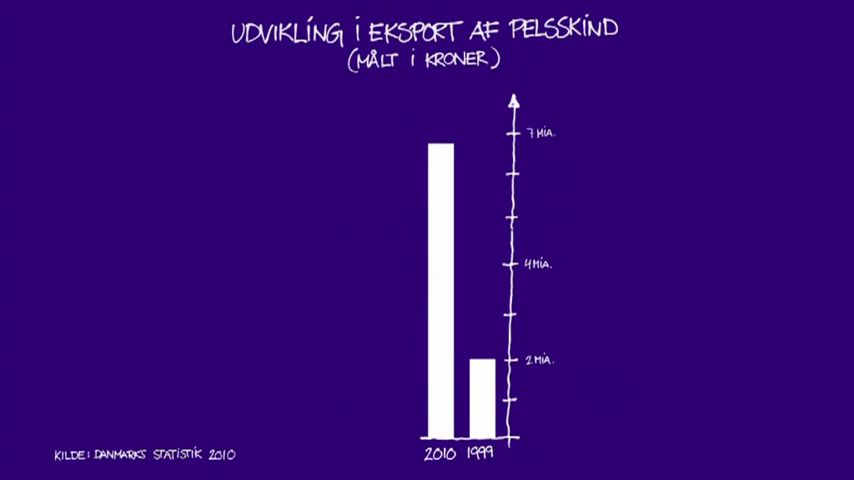 UDVIKLING I EKSPORT AF PELSSKIND
(MÅLT I KRONER)
7 MIA.
4 MIA.
2 MIA.
2010 1999
KILDE: DANMARKS STATISTIK 2010